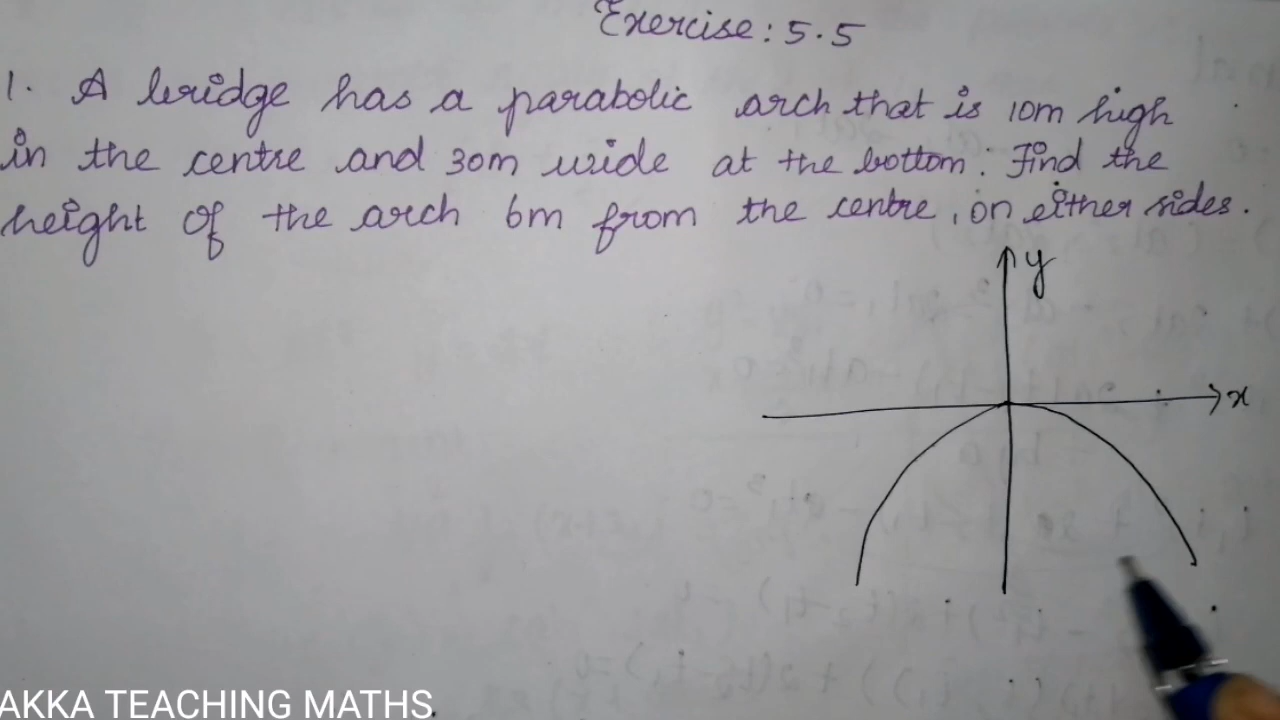 Exercise: 5.5
1. A bridge has a parabolic arch that is 10m high
in the centre and 30m wide at the bottom. Find the
height of the arch 6m from the centre, on either sides.
y
x
AKKA TEACHING MATHS